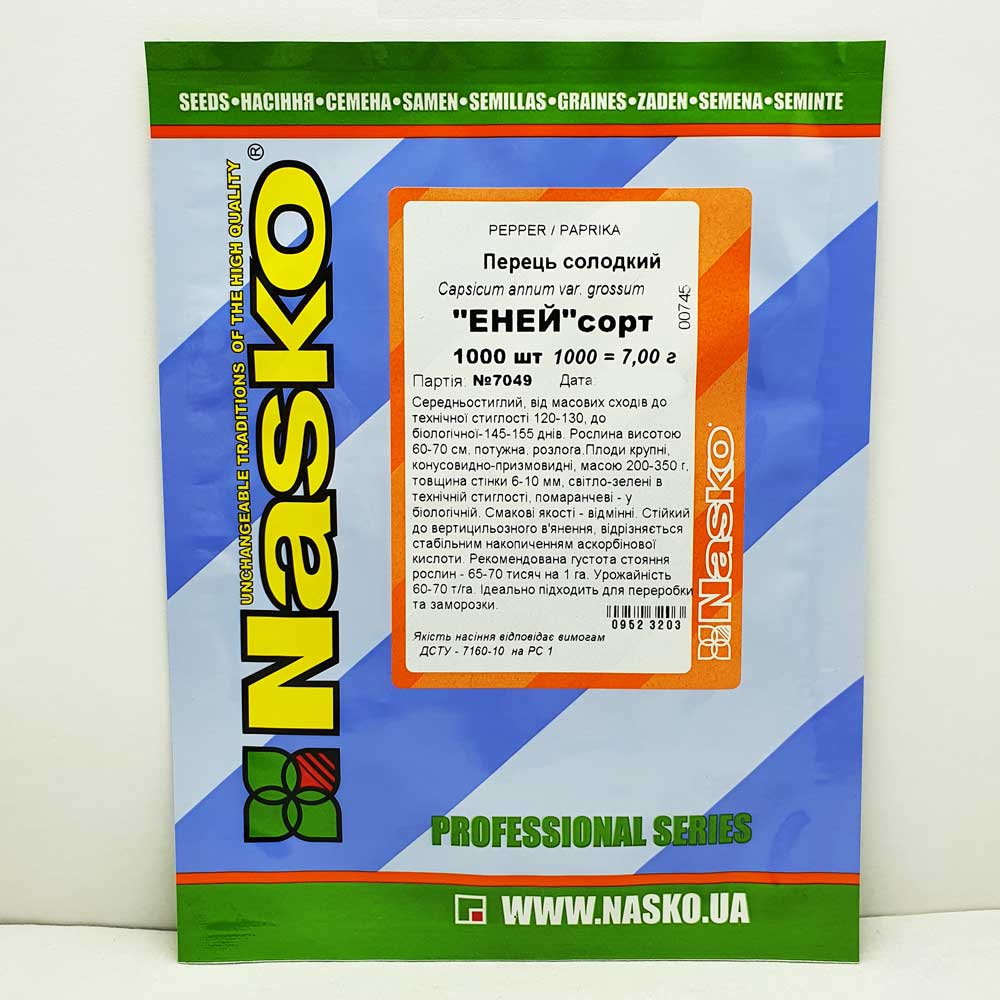 SEEDS•НАСІННЯ•СЕМЕНА•SAMEN•SEMILLAS•GRAINES•ZADEN•SEMENA•SEMINTE
UNCHANGEABLE TRADITIONS OF THE HIGH QUALITY
Nasko®
PEPPER / PAPRIKA
Перець солодкий
Capsicum annum var. grossum
"ЕНЕЙ"сорт
00745
1000 шт 1000 = 7,00 г
Партія: №7049 Дата:
Середньостиглий, від масових сходів до
технічної стиглості 120-130, до
біологічної-145-155 днів. Рослина висотою
60-70 см. потужна, розлога.Плоди крупні,
конусовидно-призмовидні, масою 200-350 г,
товщина стінки 6-10 мм, світло-зелені в
технічній стиглості, помаранчеві - у
біологічній. Смакові якості - відмінні. Стійкий
до вертицильозного в'янення, відрізняється
стабільним накопиченням аскорбінової
кислоти. Рекомендована густота стояння
рослин - 65-70 тисяч на 1 га. Урожайність
60-70 т/га. Ідеально підходить для переробки
та заморозки.
0952 3203
Якість насіння відповідає вимогам
ДСТУ - 7160-10 на РС 1
Nasko
PROFESSIONAL SERIES
WWW.NASKO.UA